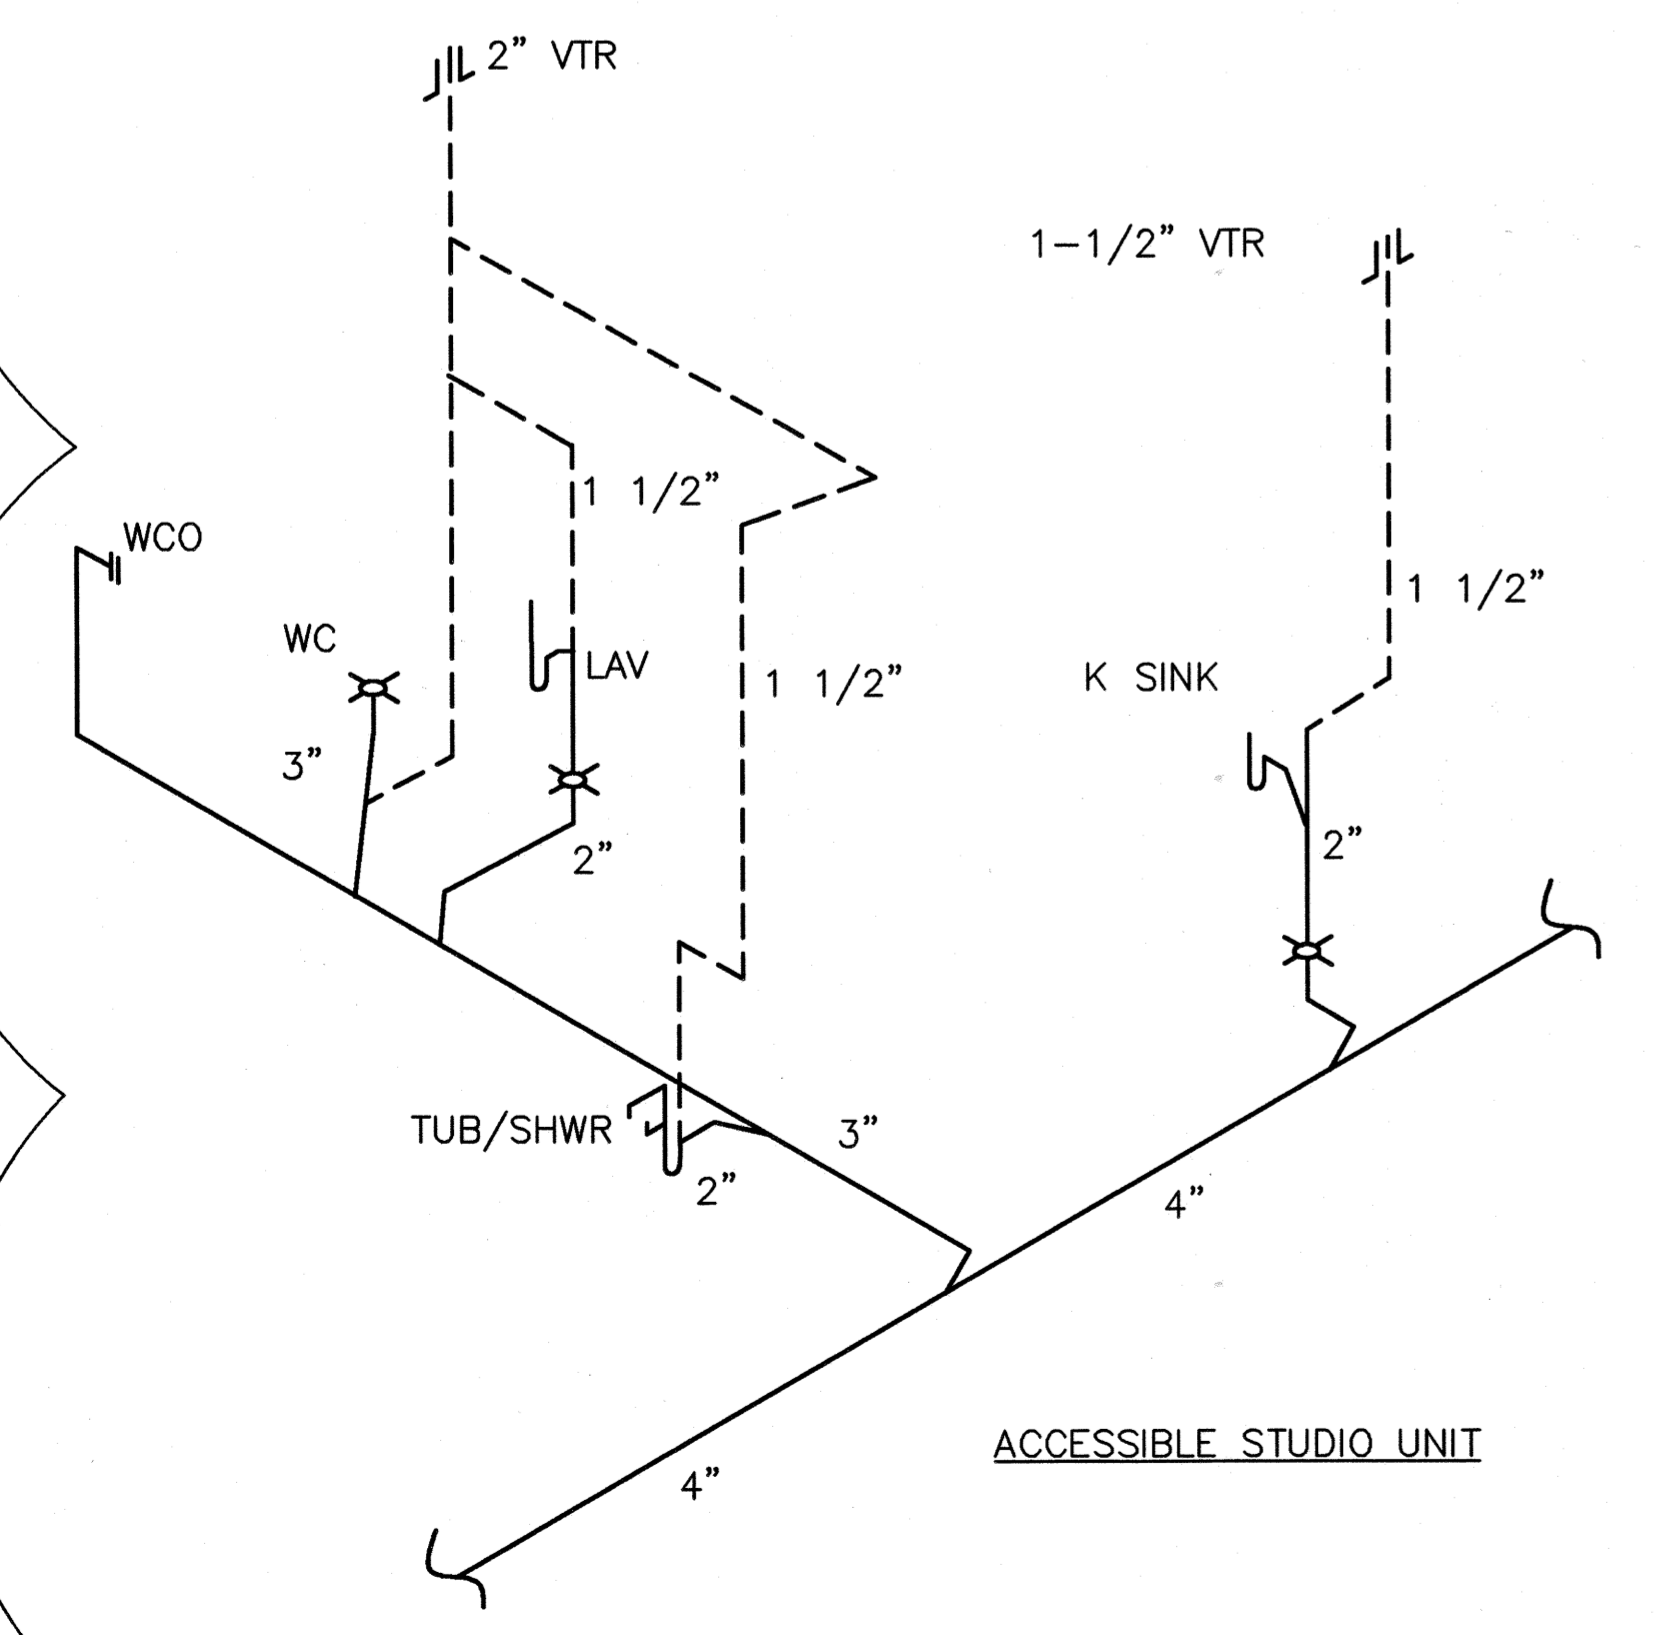 2” VTR
1-1/2” VTR
1 1/2”
WCO
1 1/2”
WC
LAV
1 1/2”
K SINK
3”
2”
2”
TUB/SHWR
3”
2”
4”
ACCESSIBLE STUDIO UNIT
4”